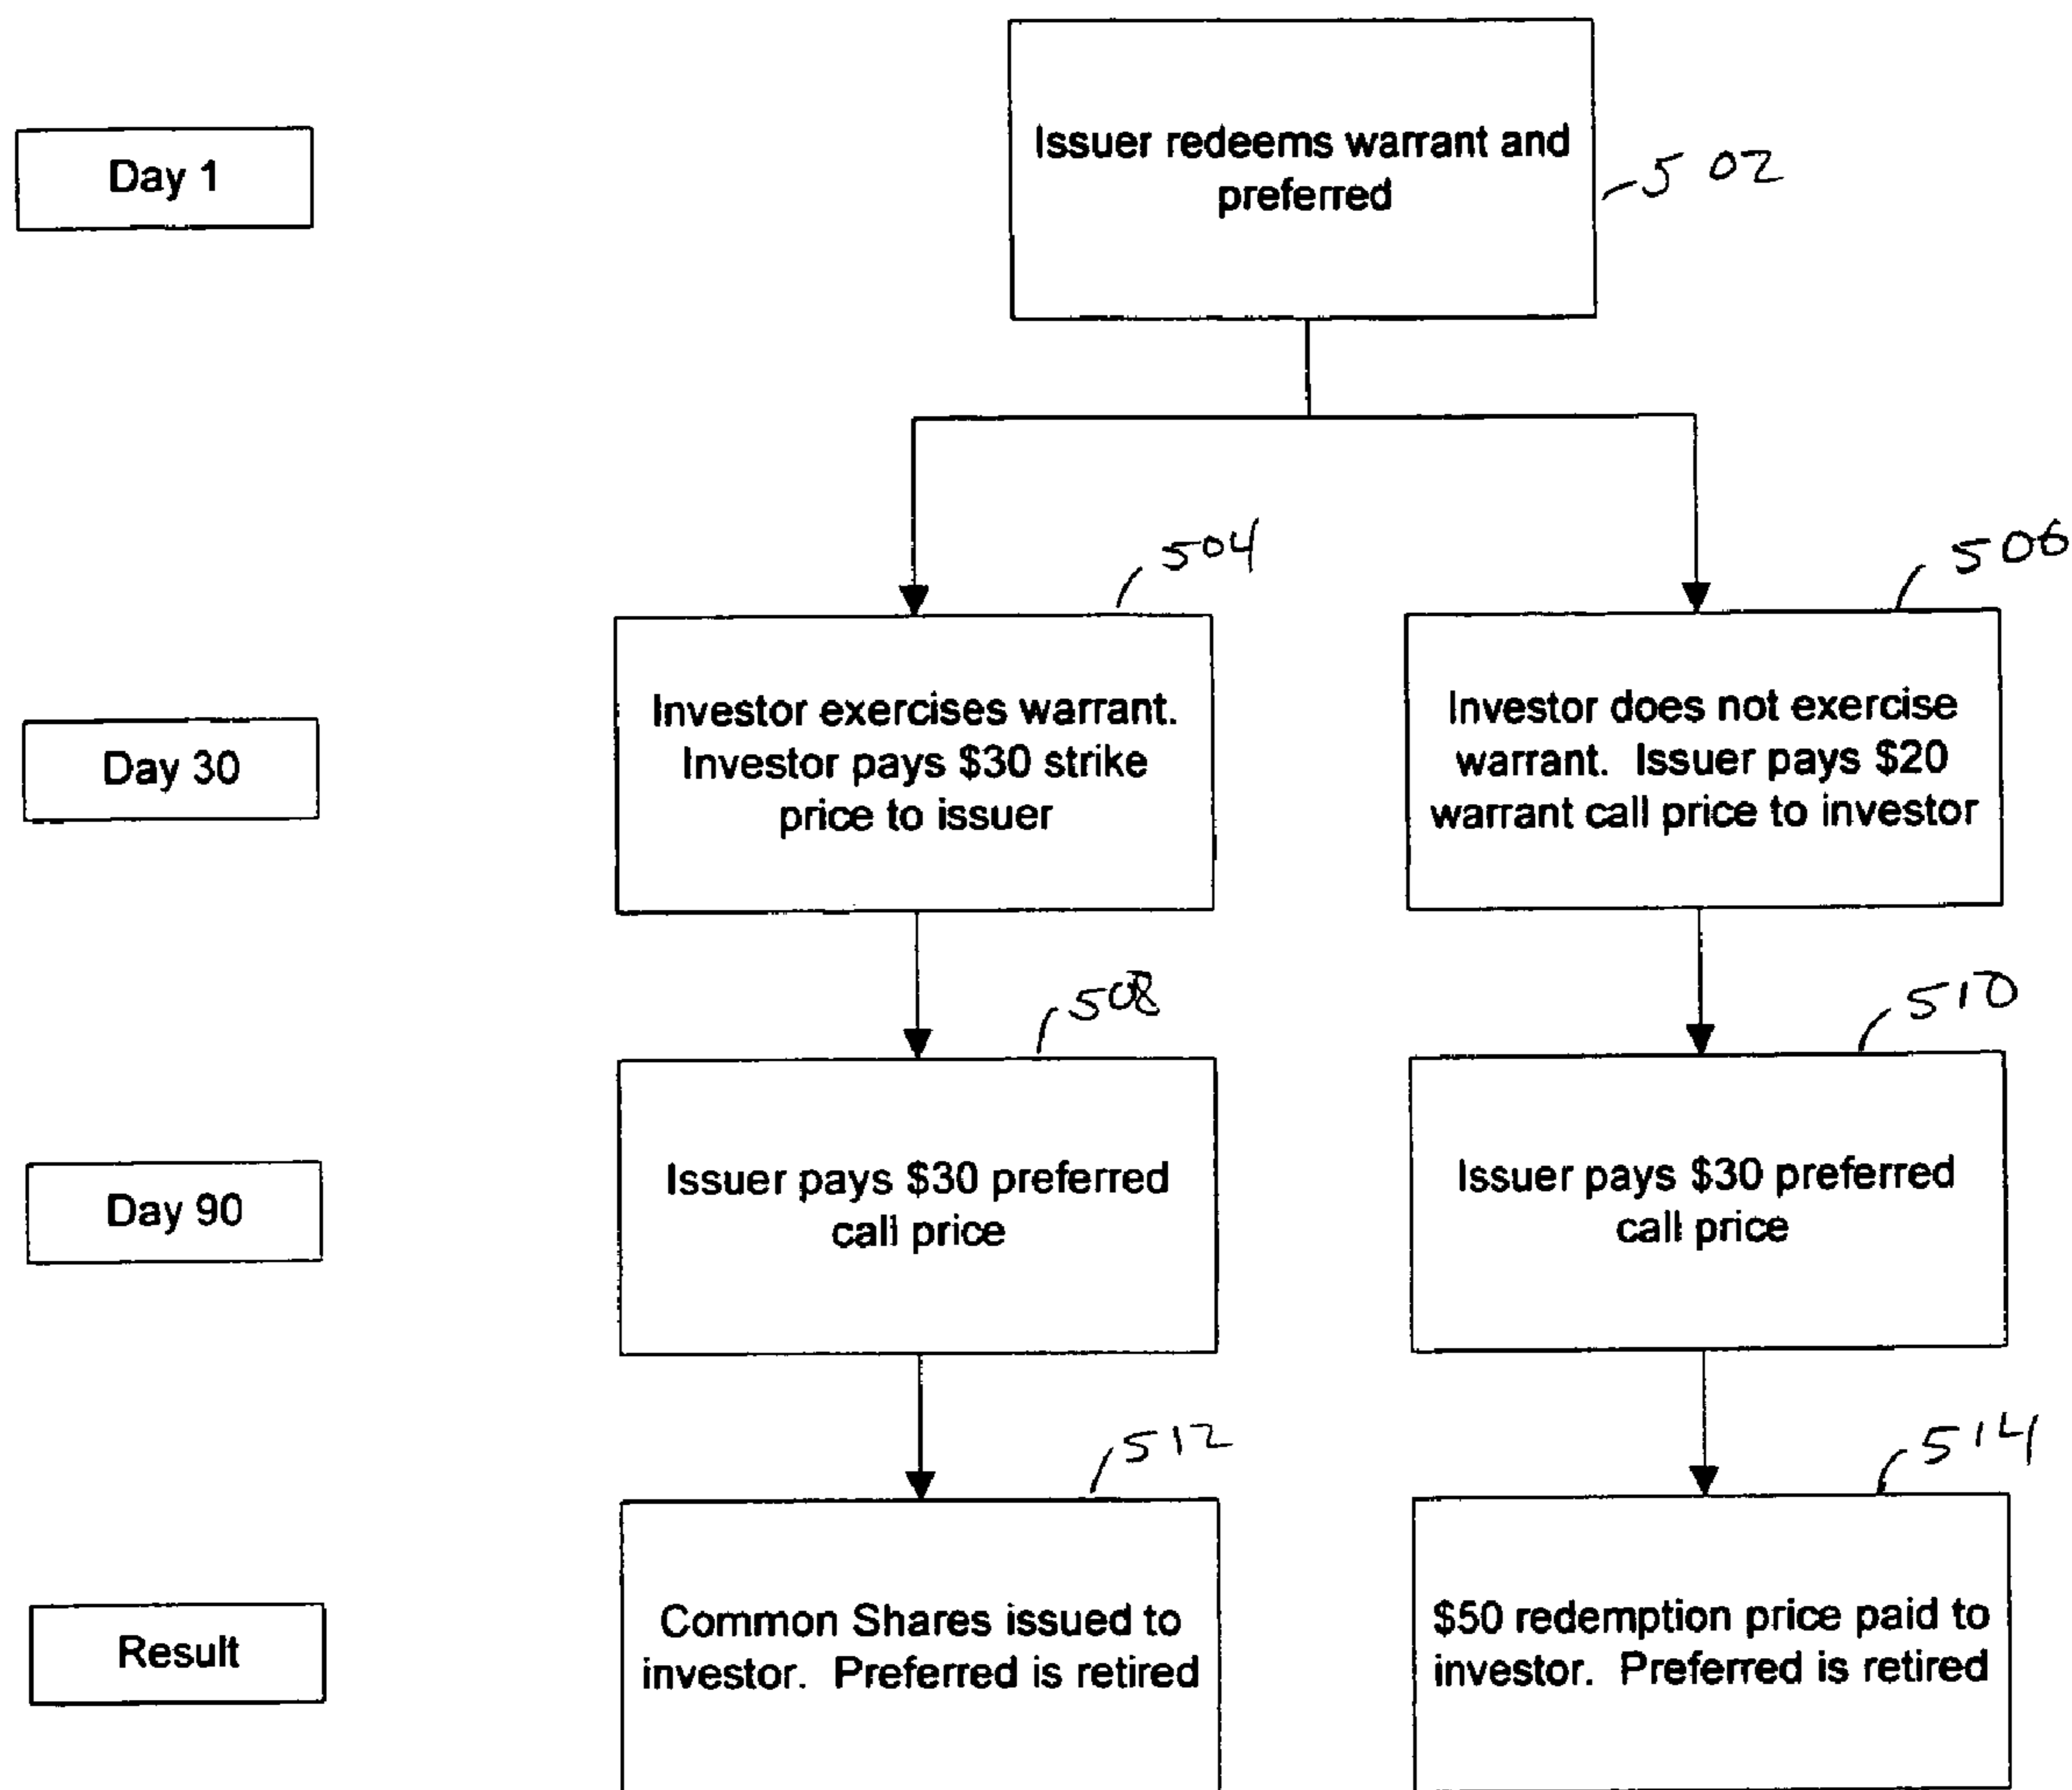 Day 1
Issuer redeems warrant and
preferred
502
504
506
Day 30
Investor exercises warrant.
Investor pays $30 strike
price to issuer
Investor does not exercise
warrant. Issuer pays $20
warrant call price to investor
508
510
Day 90
Issuer pays $30 preferred
call price
Issuer pays $30 preferred
call price
512
514
Result
Common Shares issued to
investor. Preferred is retired
$50 redemption price paid to
investor. Preferred is retired